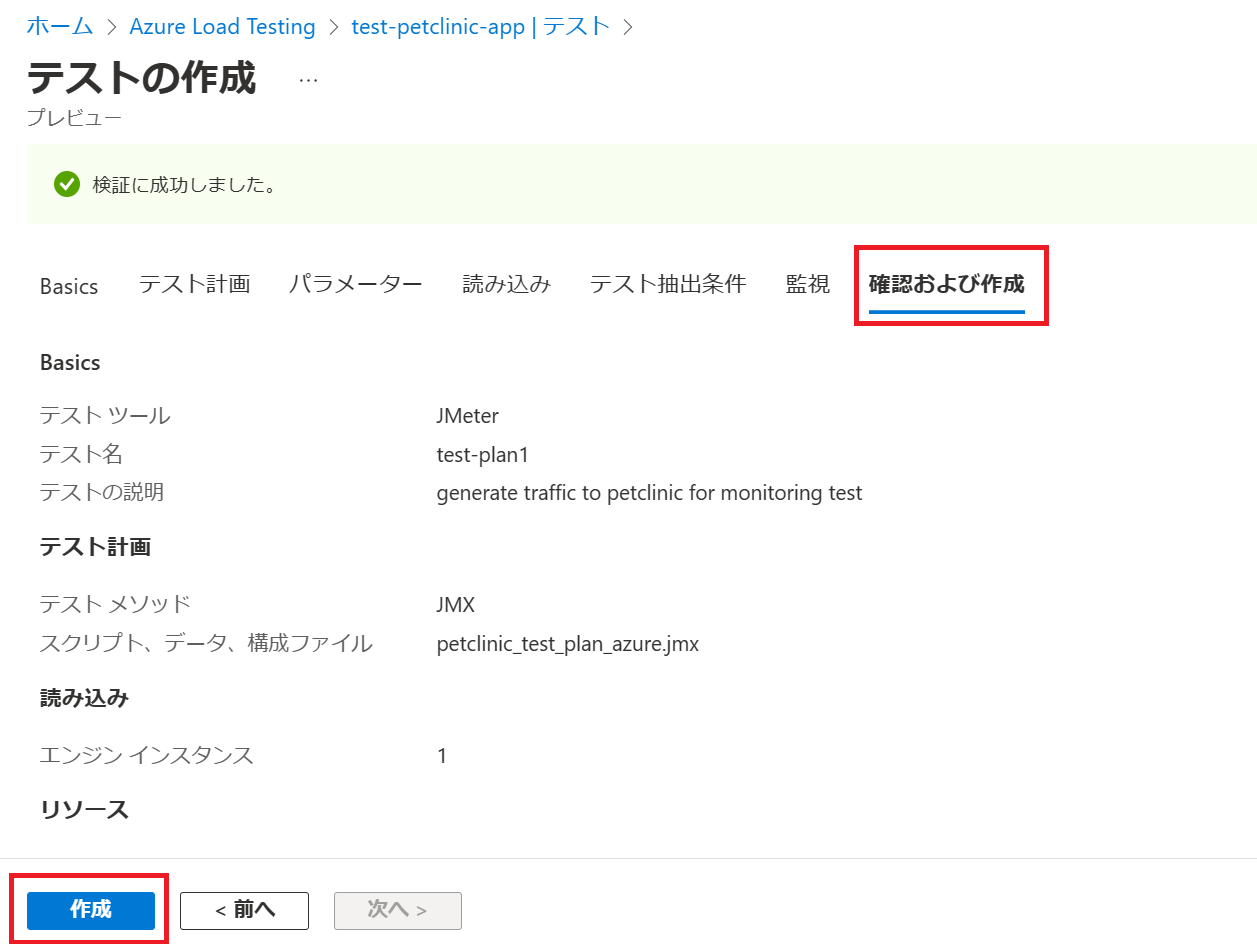 ホーム > Azure Load Testing > test-petclinic-app | テスト >
テストの作成 …
プレビュー
検証に成功しました。
Basics テスト計画 パラメーター 読み込み テスト抽出条件 監視 確認および作成
Basics
テスト ツール JMeter
テスト名 test-plan1
テストの説明 generate traffic to petclinic for monitoring test
テスト計画
テスト メソッド JMX
スクリプト、データ、構成ファイル petclinic_test_plan_azure.jmx
読み込み
エンジン インスタンス 1
リソース
作成 < 前へ 次へ >